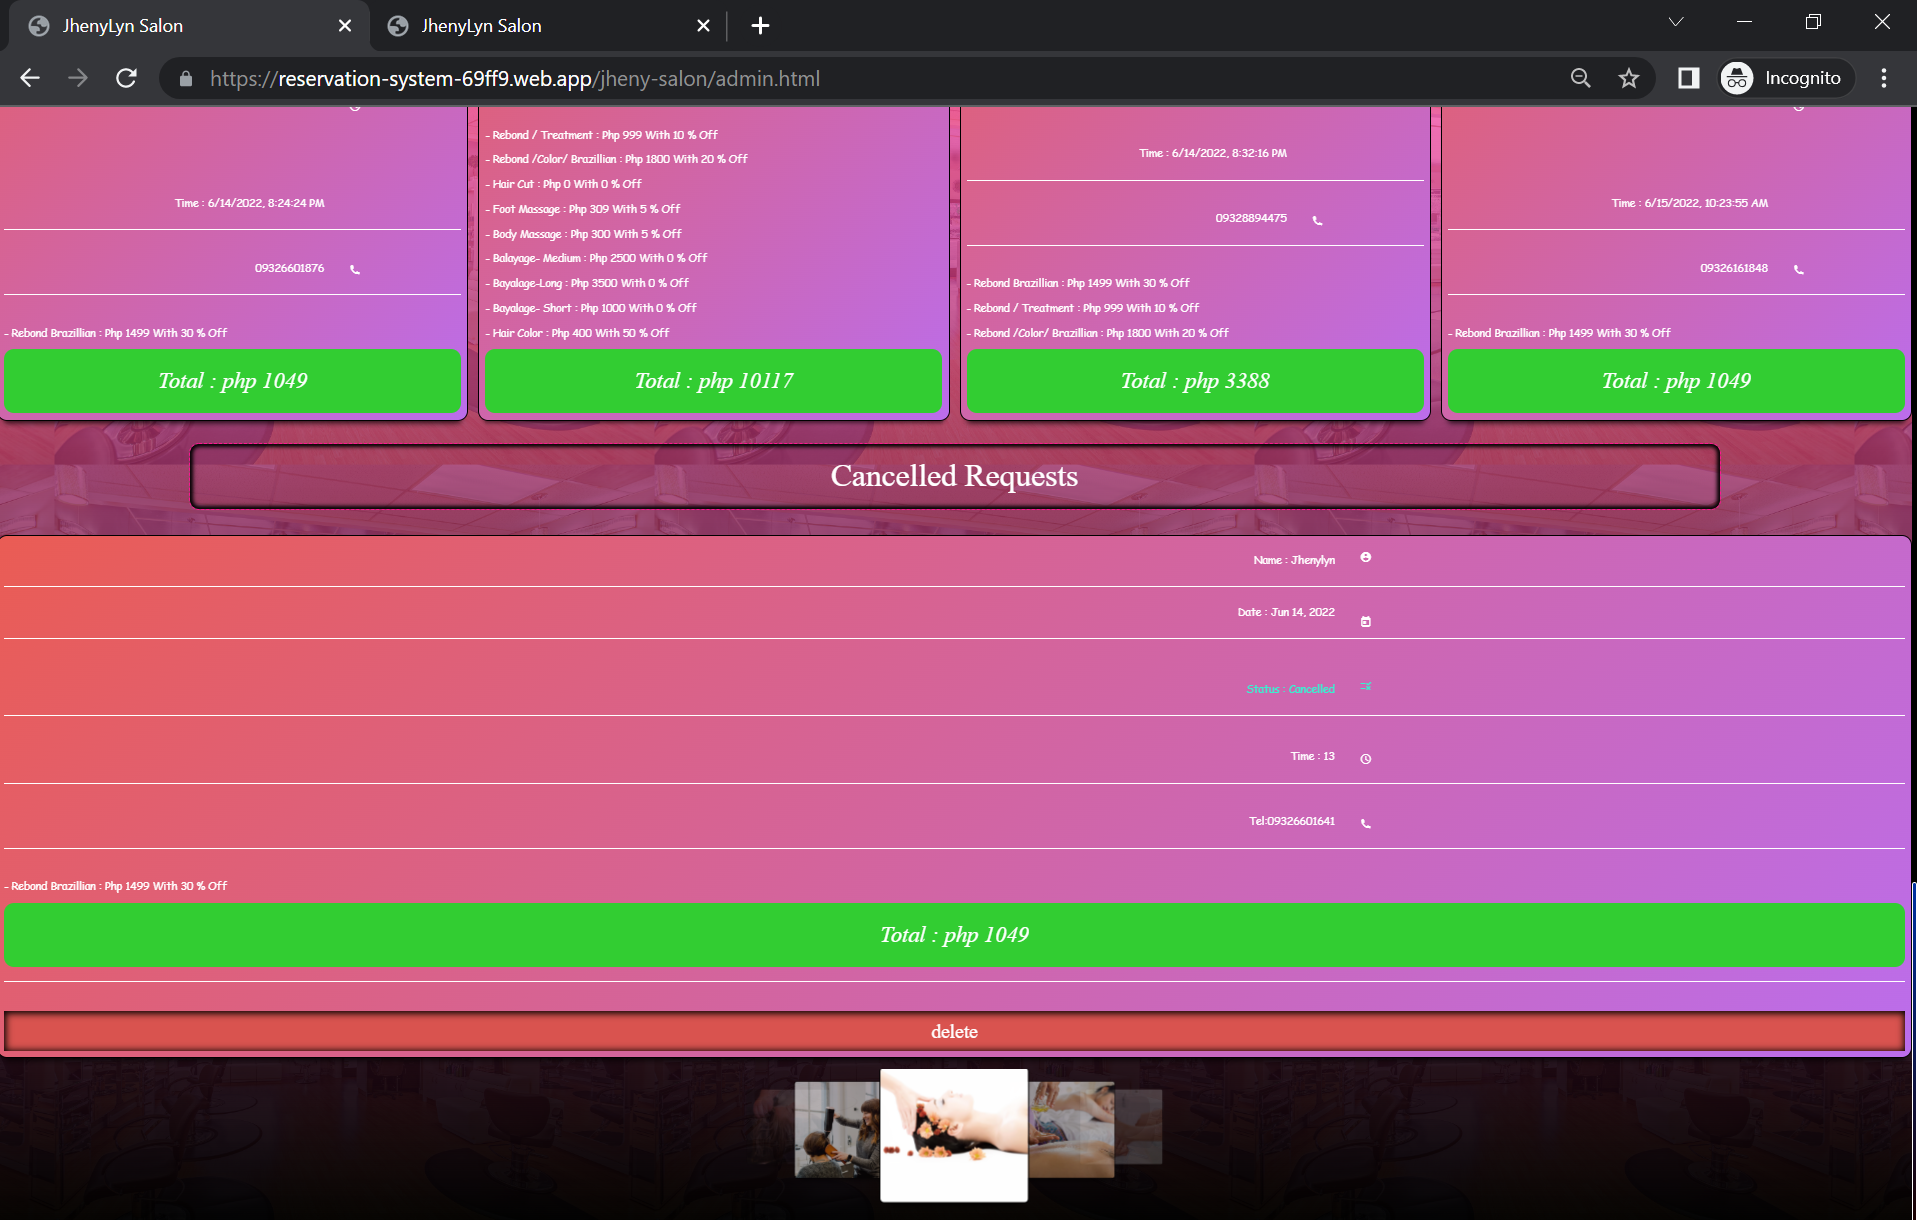 JhenyLyn Salon
JhenyLyn Salon
https://reservation-system-69ff9.web.app/jheny-salon/admin.html
Incognito
Time : 6/14/2022, 8:24:24 PM
09326601876
- Rebond Brazillian : Php 1499 With 30 % Off
Total : php 1049
- Rebond / Treatment : Php 999 With 10 % Off
- Rebond /Color/ Brazillian : Php 1800 With 20 % Off
- Hair Cut : Php 0 With 0 % Off
- Foot Massage : Php 309 With 5 % Off
- Body Massage : Php 300 With 5 % Off
- Balayage- Medium : Php 2500 With 0 % Off
- Bayalage-Long : Php 3500 With 0 % Off
- Bayalage- Short : Php 1000 With 0 % Off
- Hair Color : Php 400 With 50 % Off
Total : php 10117
Time : 6/14/2022, 8:32:16 PM
09328894475
- Rebond Brazillian : Php 1499 With 30 % Off
- Rebond / Treatment : Php 999 With 10 % Off
- Rebond /Color/ Brazillian : Php 1800 With 20 % Off
Total : php 3388
Time : 6/15/2022, 10:23:55 AM
09326161848
- Rebond Brazillian : Php 1499 With 30 % Off
Total : php 1049
Cancelled Requests
Name : Jhenylyn
Date : Jun 14, 2022
Status : Cancelled
Time : 13
Tel:09326601641
- Rebond Brazillian : Php 1499 With 30 % Off
Total : php 1049
delete